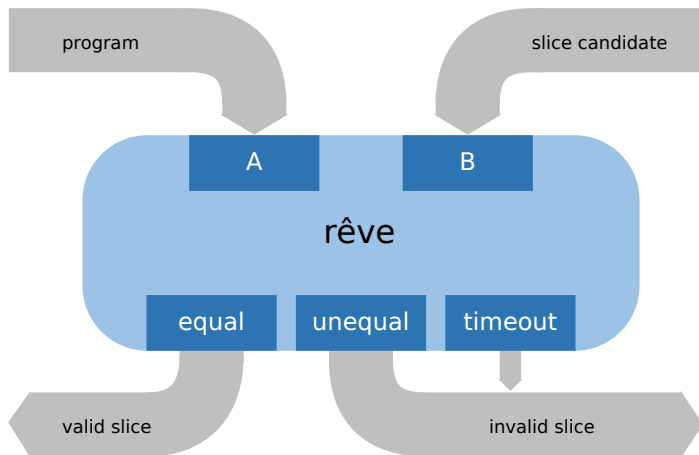 program
slice candidate
A
B
rêve
equal
unequal
timeout
valid slice
invalid slice